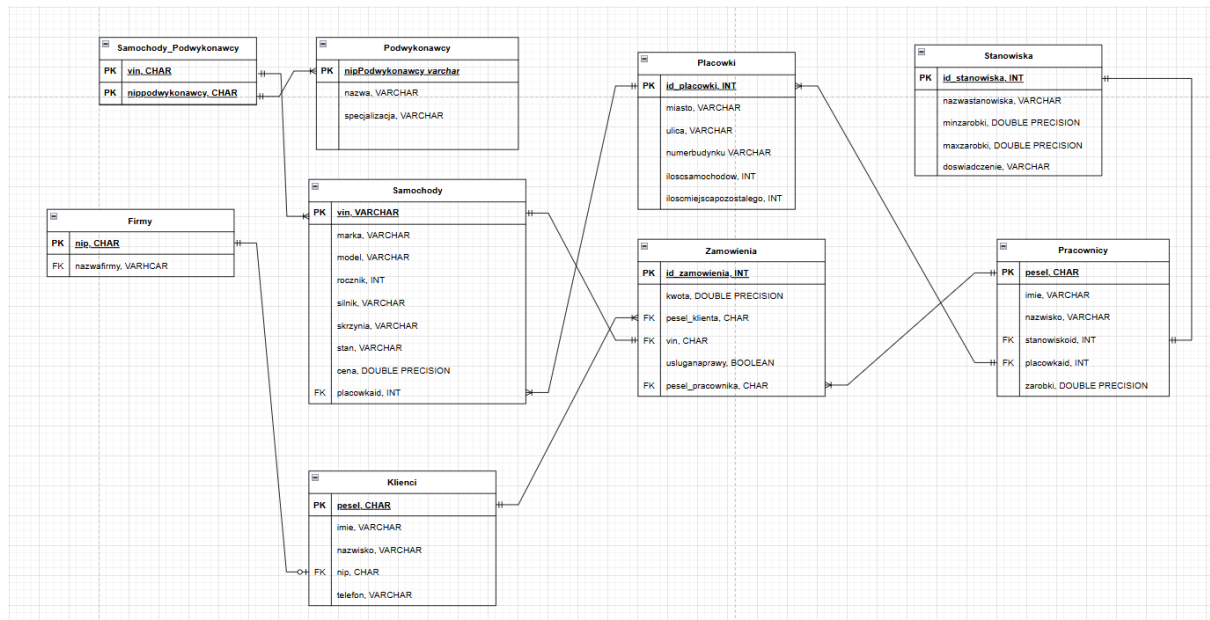 Samochody_Podwykonawcy
PK vin, CHAR
PK nippodwykonawcy, CHAR
Podwykonawcy
PK nipPodwykonawcy varchar
nazwa, VARCHAR
specjalizacja, VARCHAR
Placowki
PK id_placowki, INT
miasto, VARCHAR
ulica, VARCHAR
numerbudynku VARCHAR
iloscsamochodow, INT
ilosomiejscapozostalego, INT
Stanowiska
PK id_stanowiska, INT
nazwastanowiska, VARCHAR
minzarobki, DOUBLE PRECISION
maxzarobki, DOUBLE PRECISION
doswiadczenie, VARCHAR
Firmy
PK nip, CHAR
FK nazwafirmy, VARHCAR
Samochody
PK vin, VARCHAR
marka, VARCHAR
model, VARCHAR
rocznik, INT
silnik, VARCHAR
skrzynia, VARCHAR
stan, VARCHAR
cena, DOUBLE PRECISION
FK placowkaid, INT
Zamowienia
PK id_zamowienia, INT
kwota, DOUBLE PRECISION
FK pesel_klienta, CHAR
FK vin, CHAR
usluganaprawy, BOOLEAN
FK pesel_pracownika, CHAR
Pracownicy
PK pesel, CHAR
imie, VARCHAR
nazwisko, VARCHAR
FK stanowiskoid, INT
FK placowkaid, INT
zarobki, DOUBLE PRECISION
Klienci
PK pesel, CHAR
imie, VARCHAR
nazwisko, VARCHAR
FK nip, CHAR
telefon, VARCHAR